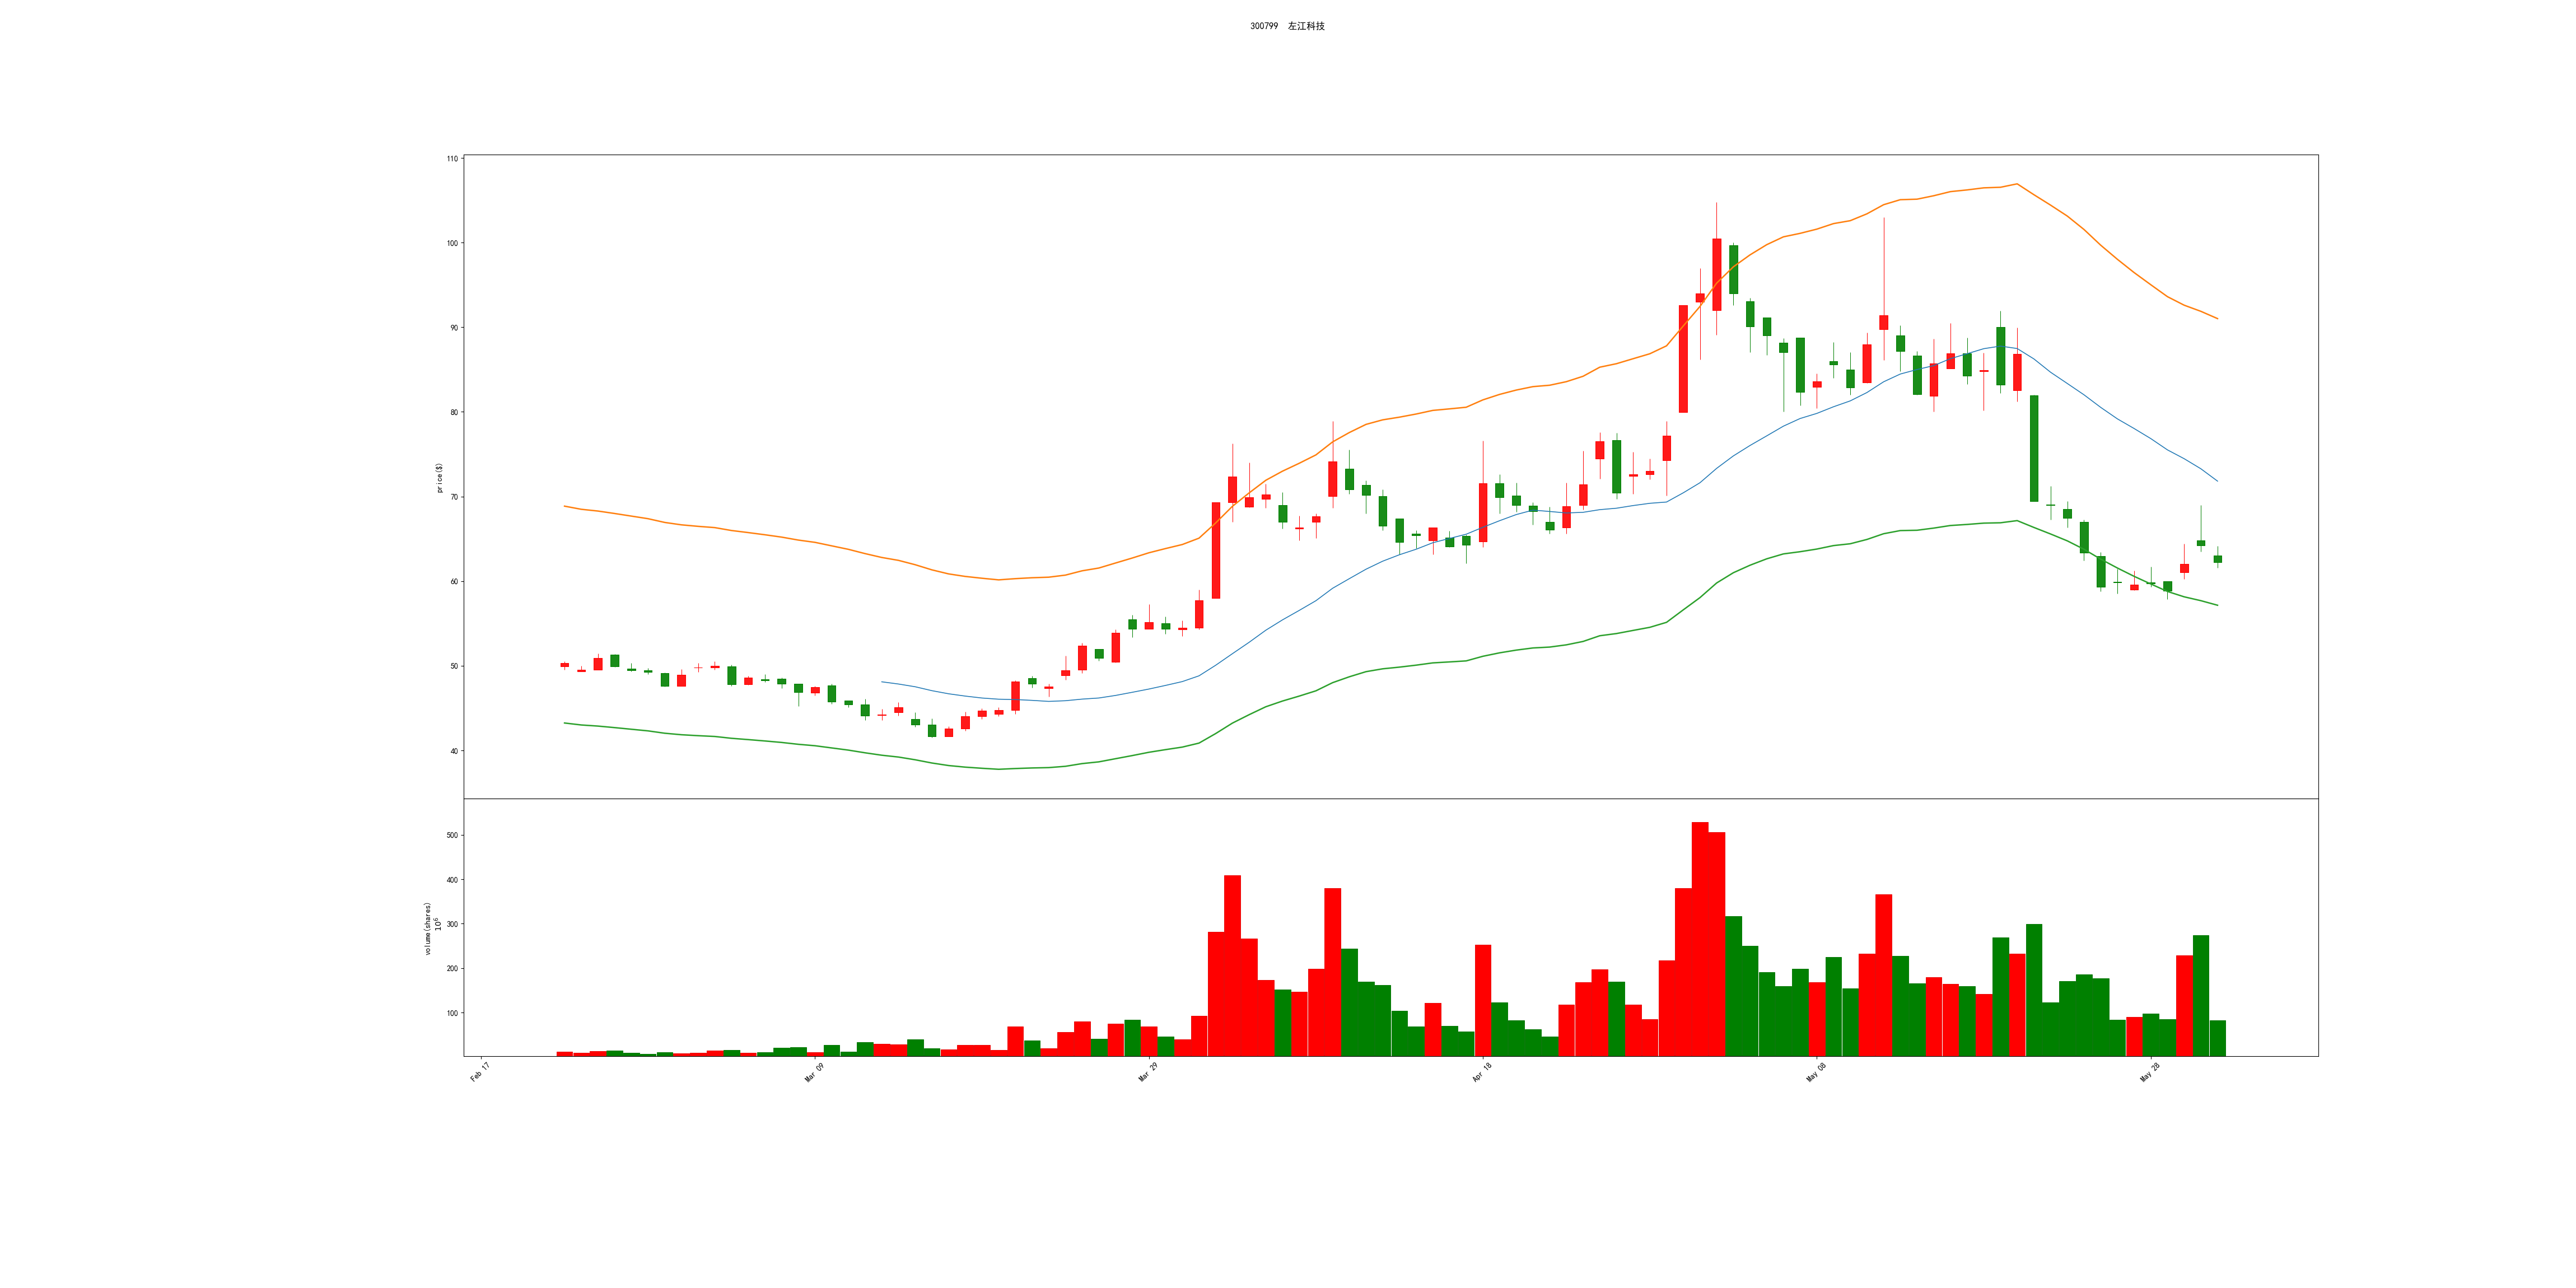 300799 左江科技
110
100
90
80
70
60
50
40
price($)
500
400
300
200
100
volume(shares)
10^6
Feb 17
Mar 09
Mar 29
Apr 18
May 08
May 28